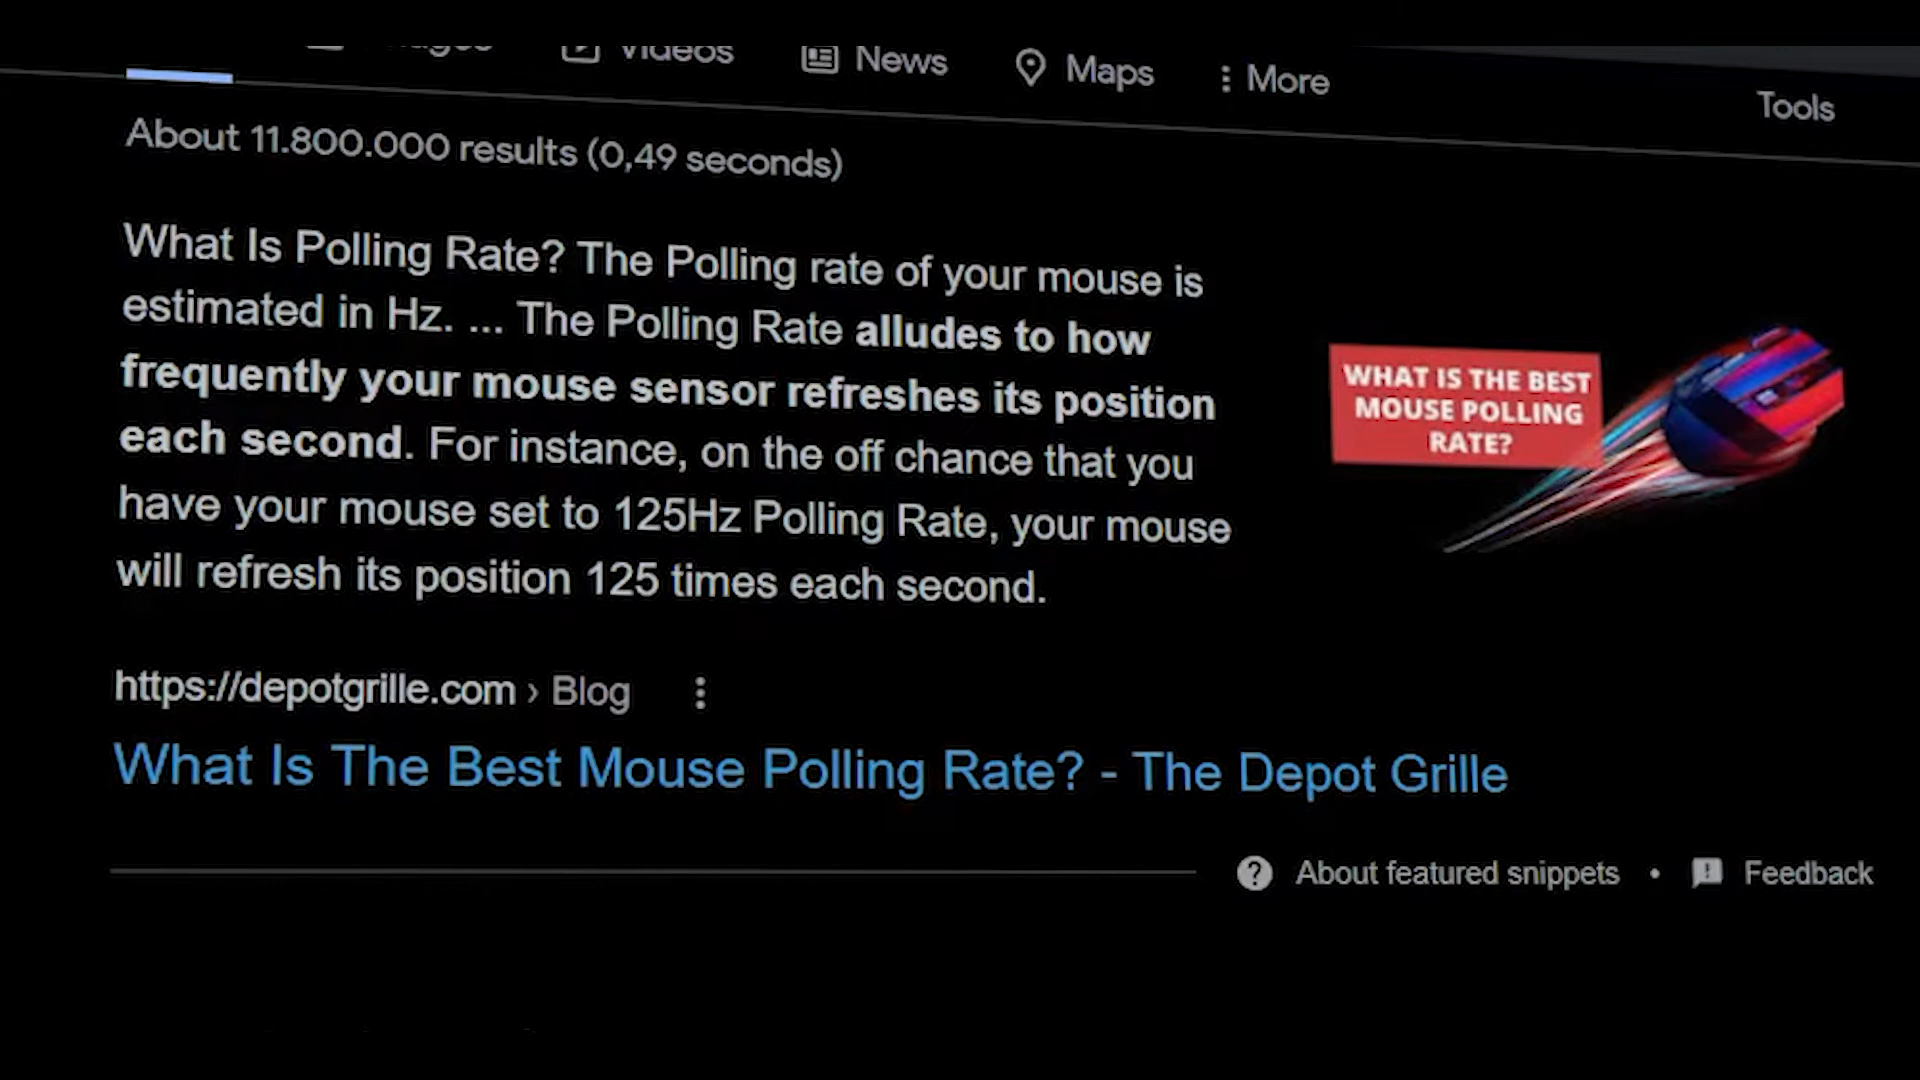 Videos
News
Maps
More
Tools
About 11.800.000 results (0,49 seconds)
What Is Polling Rate? The Polling rate of your mouse is
estimated in Hz. ... The Polling Rate alludes to how
frequently your mouse sensor refreshes its position
each second. For instance, on the off chance that you
have your mouse set to 125Hz Polling Rate, your mouse
will refresh its position 125 times each second.
WHAT IS THE BEST
MOUSE POLLING
RATE?
https://depotgrille.com › Blog
What Is The Best Mouse Polling Rate? - The Depot Grille
About featured snippets • Feedback